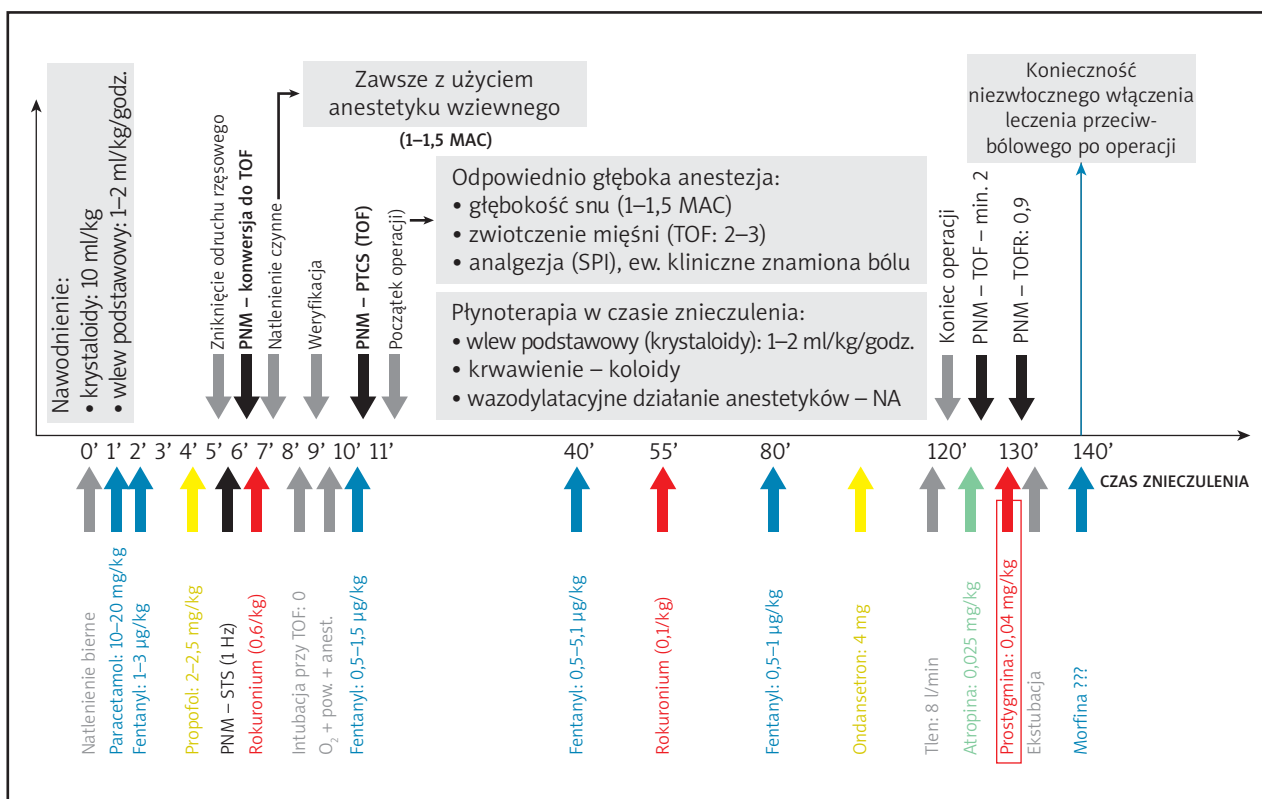 Nawodnienie:
• krystaloidy: 10 ml/kg
• wlew podstawowy: 1–2 ml/kg/godz.
Zniknięcie odruchu rzęsowego
PNM – konwersja do TOF
Natlenienie czynne
Weryfikacja
PNM – PTCS (TOF)
Początek operacji)
Zawsze z użyciem
anestetyku wziewnego
(1–1,5 MAC)
Odpowiednio głęboka anestezja:
• głębokość snu (1–1,5 MAC)
• zwiotczenie mięśni (TOF: 2–3)
• analgezja (SPI), ew. kliniczne znamiona bólu
Płynoterapia w czasie znieczulenia:
• wlew podstawowy (krystaloidy): 1–2 ml/kg/godz.
• krwawienie – koloidy
• wazodylatacyjne działanie anestetyków – NA
Koniec operacji
PNM – TOF – min. 2
PNM – TOFR: 0,9
Konieczność
niezwłocznego włączenia
leczenia przeciw-
bólowego po operacji
0’ 1’ 2’ 3’ 4’ 5’ 6’ 7’ 8’ 9’ 10’ 11’ 40’ 55’ 80’ 120’ 130’ 140’
CZAS ZNIECZULENIA
Natlenienie bierne
Paracetamol: 10–20 mg/kg
Fentanyl: 1–3 µg/kg
Propofol: 2–2,5 mg/kg
PNM – STS (1 Hz)
Rokuronium (0,6/kg)
Intubacja przy TOF: 0
O₂ + pow. + anest.
Fentanyl: 0,5–1,5 µg/kg
Fentanyl: 0,5–5,1 µg/kg
Rokuronium (0,1/kg)
Fentanyl: 0,5–1 µg/kg
Ondansetron: 4 mg
Tlen: 8 l/min
Atropina: 0,025 mg/kg
Prostygmina: 0,04 mg/kg
Ekstubacja
Morfina ???